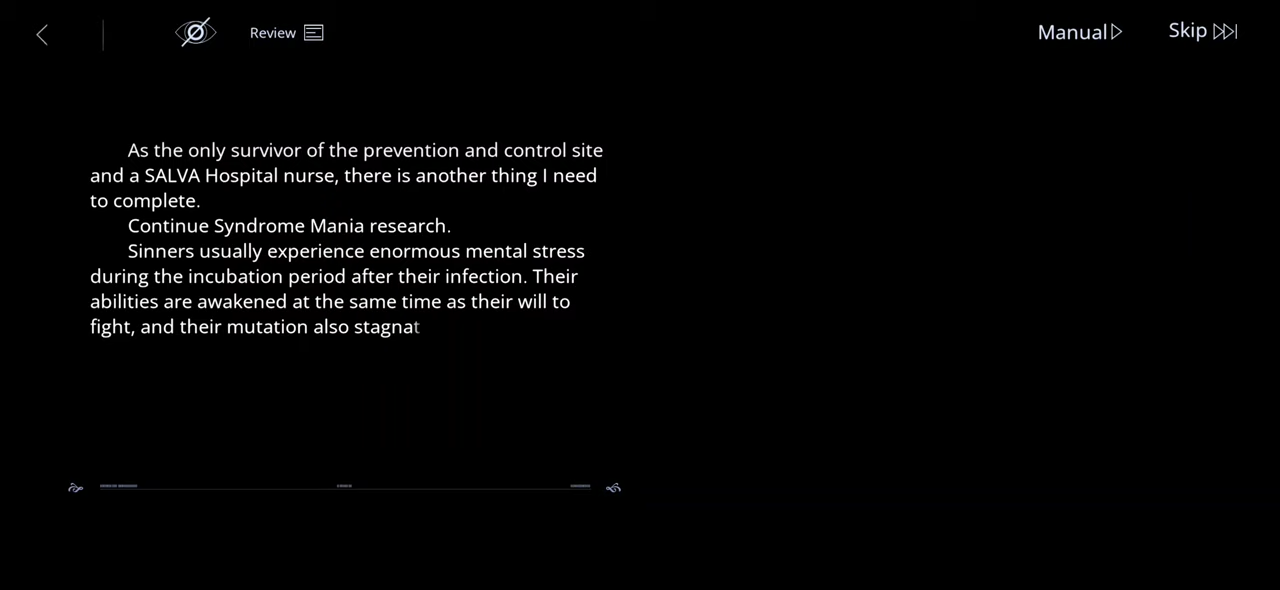 Review
Manual
Skip
As the only survivor of the prevention and control site
and a SALVA Hospital nurse, there is another thing I need
to complete.
Continue Syndrome Mania research.
Sinners usually experience enormous mental stress
during the incubation period after their infection. Their
abilities are awakened at the same time as their will to
fight, and their mutation also stagnat